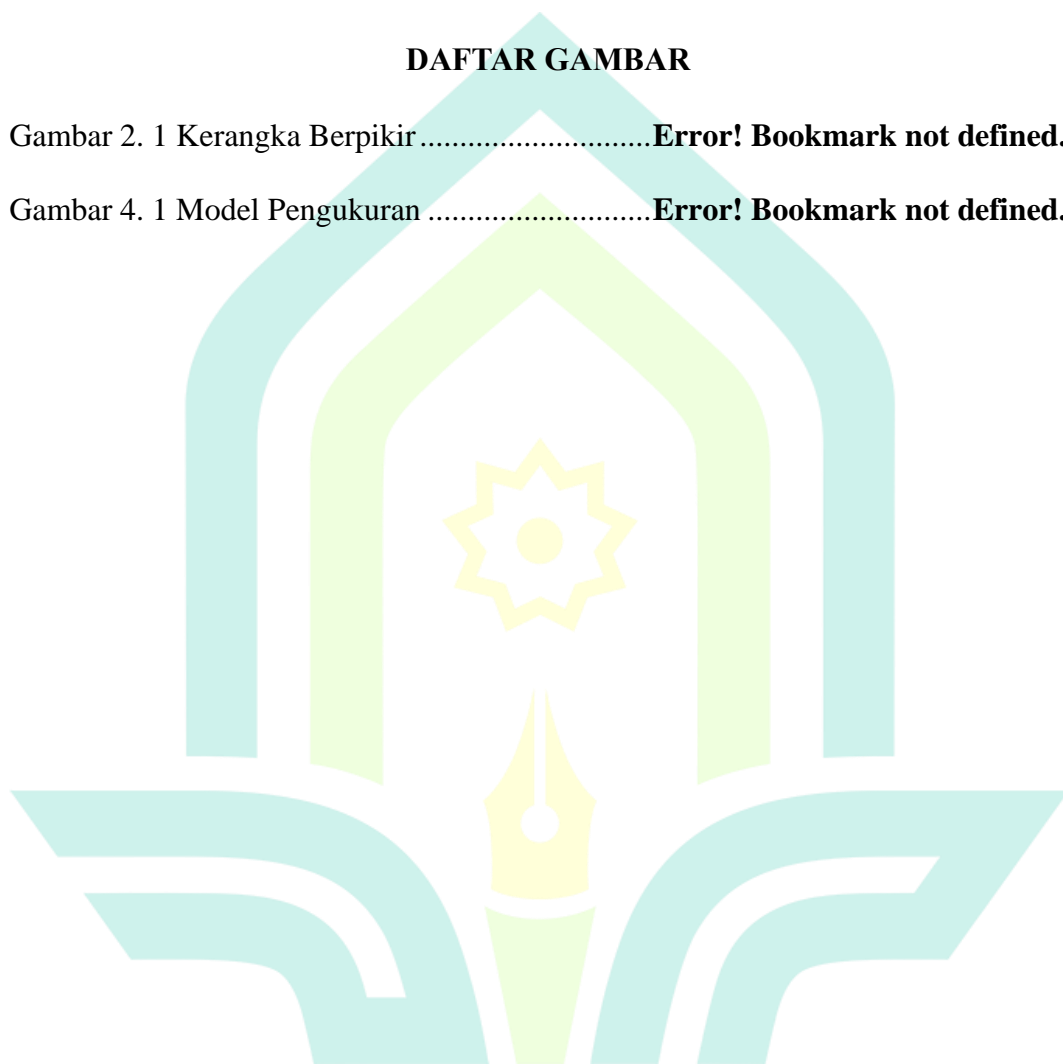 DAFTAR GAMBAR
Gambar 2. 1 Kerangka Berpikir.............................Error! Bookmark not defined.
Gambar 4. 1 Model Pengukuran ............................Error! Bookmark not defined.